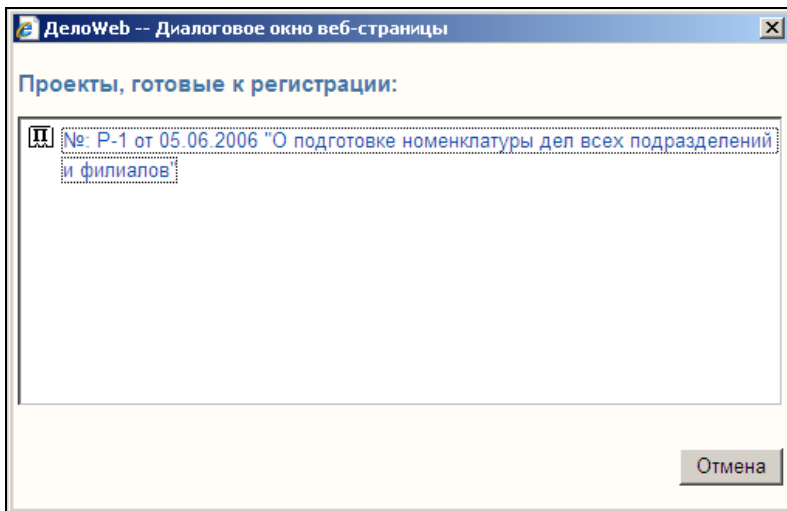 ДелоWeb -- Диалоговое окно веб-страницы
Проекты, готовые к регистрации:
П №: Р-1 от 05.06.2006 "О подготовке номенклатуры дел всех подразделений
и филиалов"
Отмена